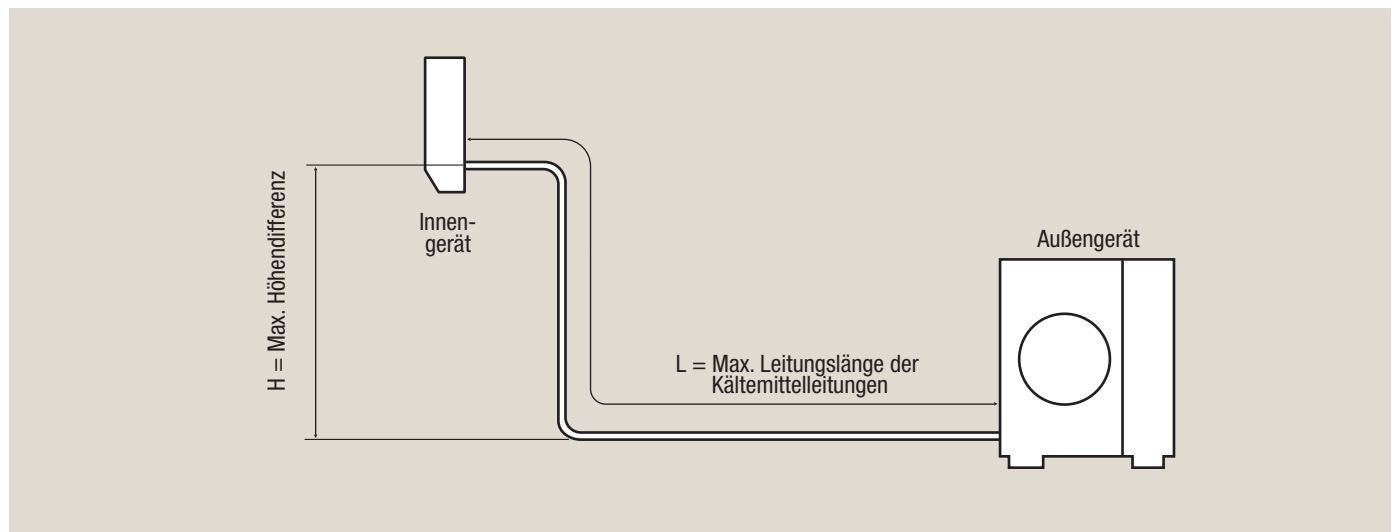 H = Max. Höhendifferenz
Innen-
gerät
Außengerät
L = Max. Leitungslänge der
Kältemittelleitungen